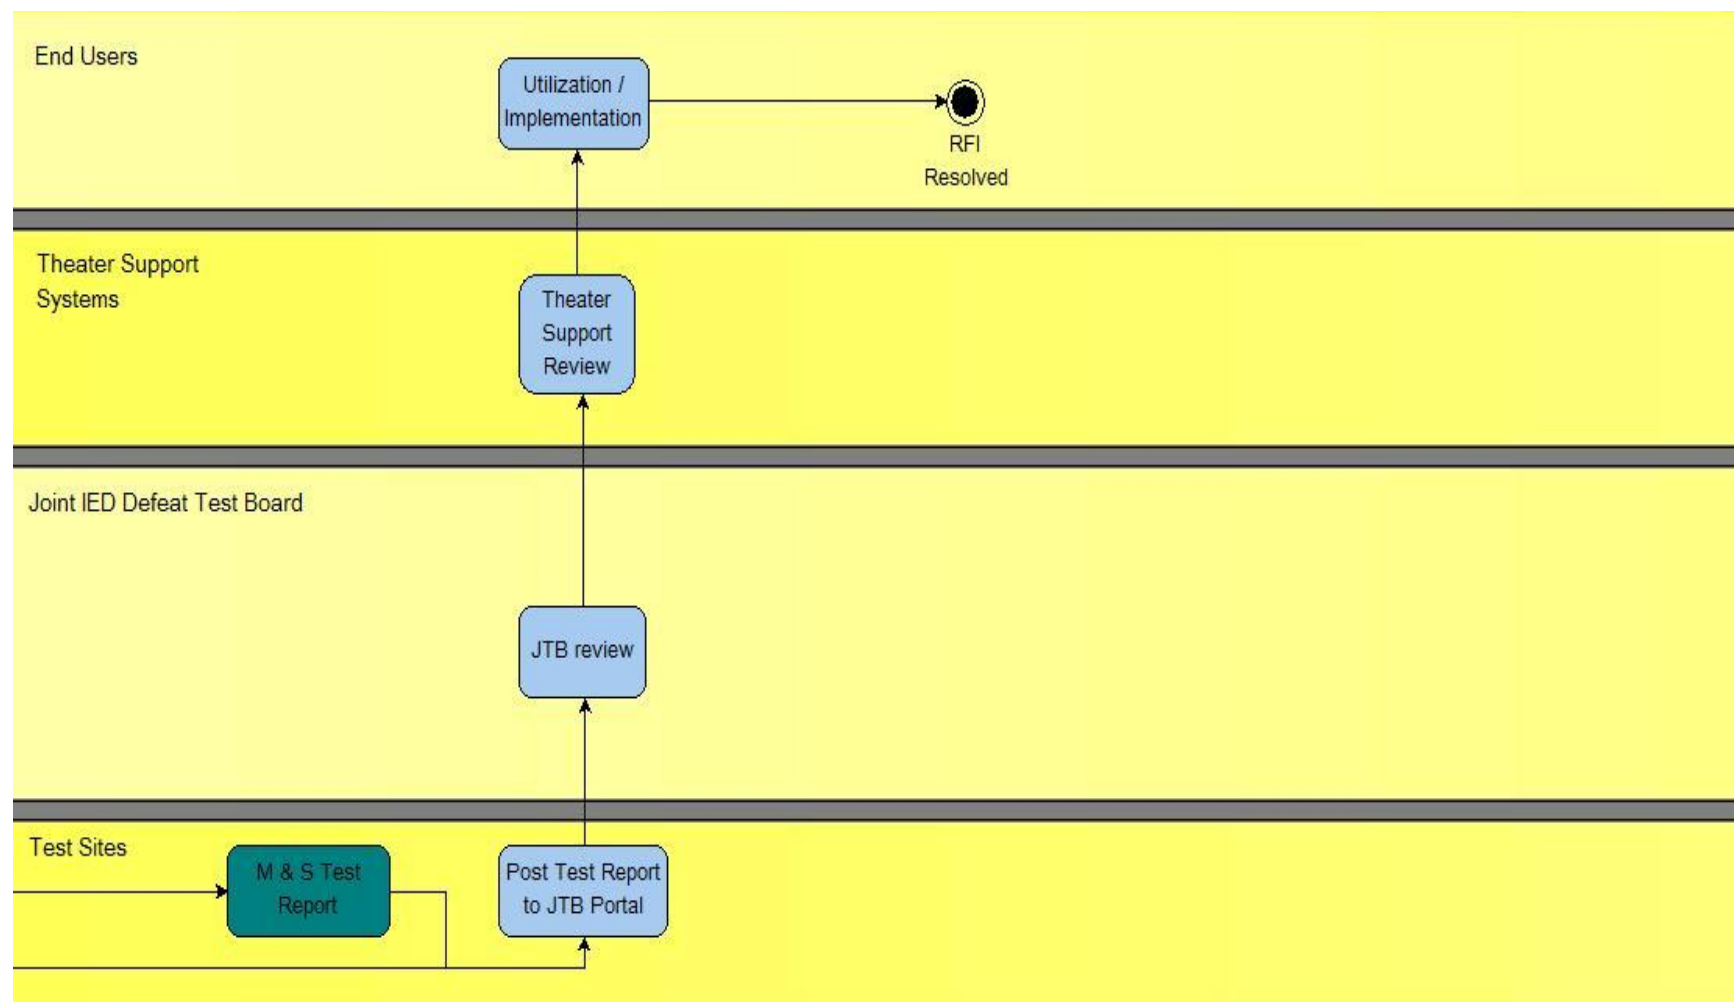 End Users
Utilization /
Implementation
RFI
Resolved
Theater Support
Systems
Theater
Support
Review
Joint IED Defeat Test Board
JTB review
Test Sites
M & S Test
Report
Post Test Report
to JTB Portal